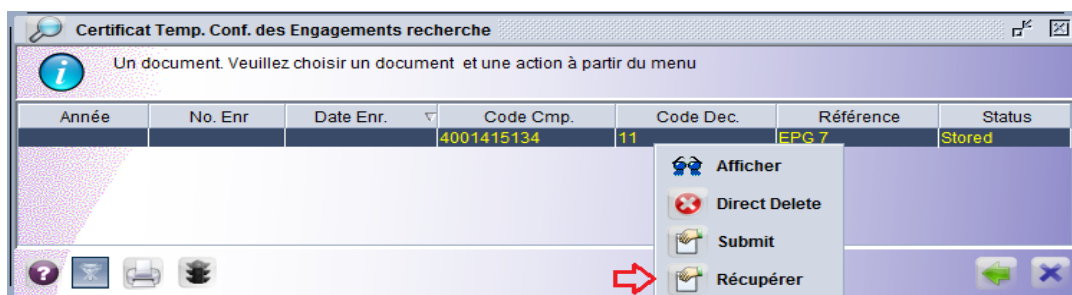 Certificat Temp. Conf. des Engagements recherche
Un document. Veuillez choisir un document et une action à partir du menu
Année No. Enr Date Enr. Code Cmp. Code Dec. Référence Status
4001415134 11 EPG 7 Stored
Afficher
Direct Delete
Submit
Récupérer